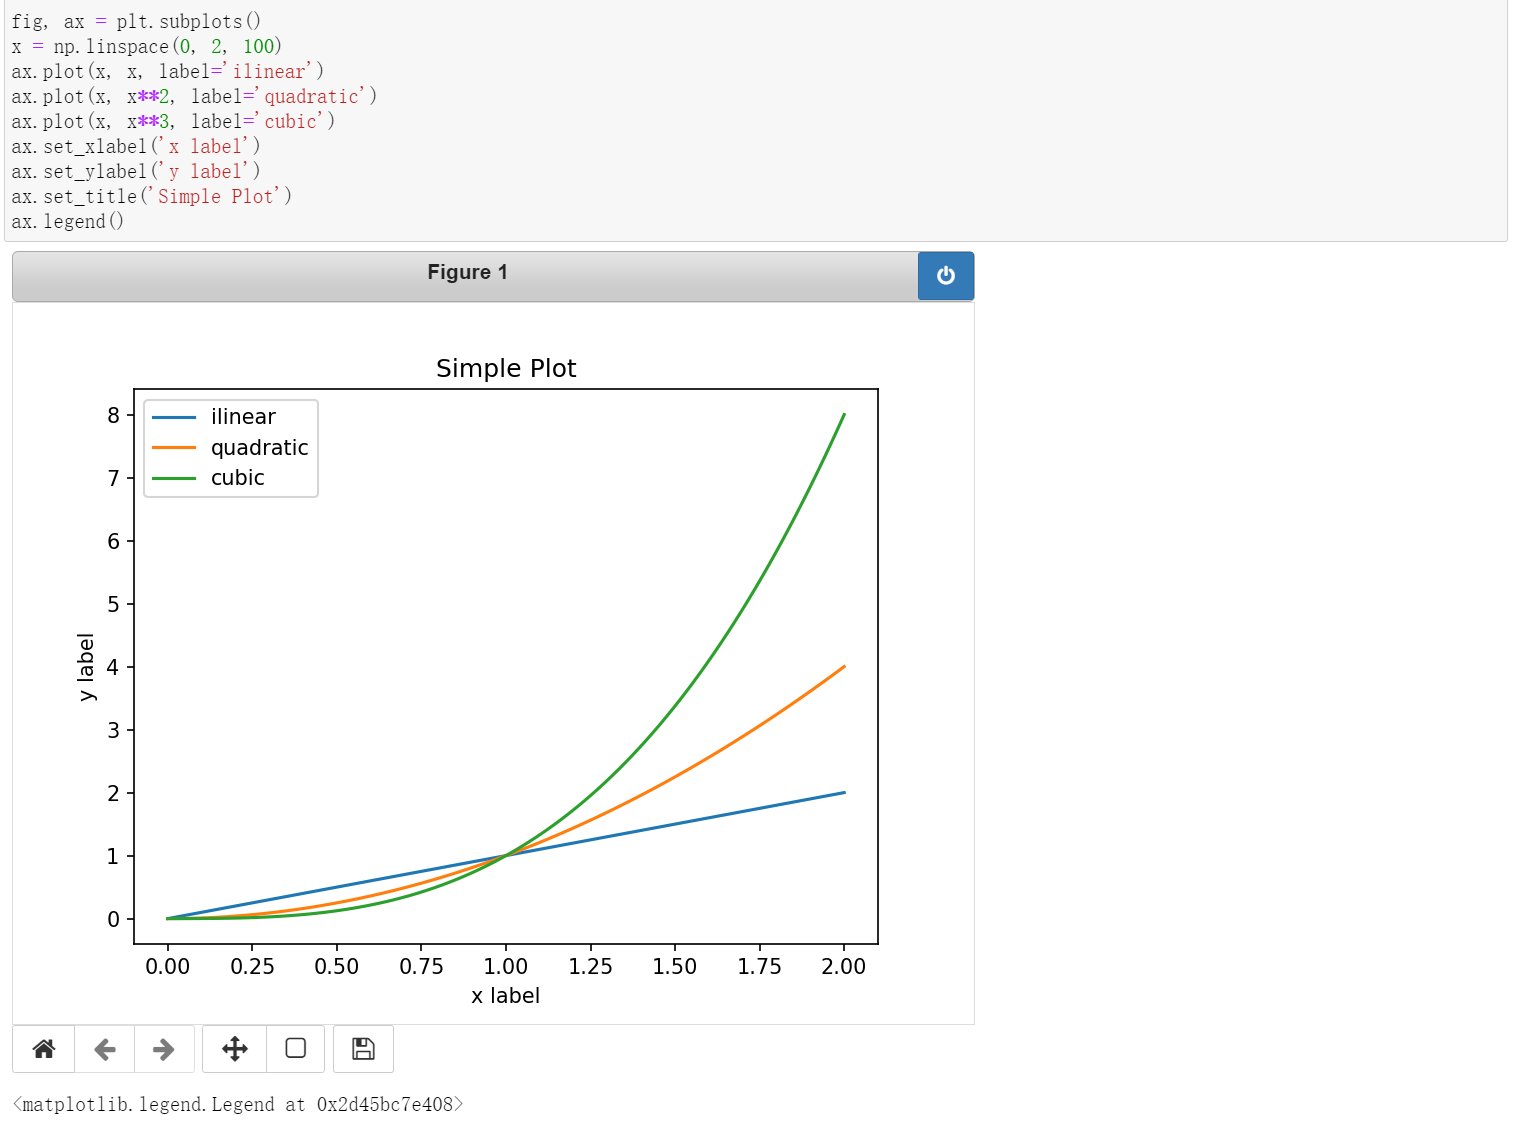 fig, ax = plt.subplots()
x = np.linspace(0, 2, 100)
ax.plot(x, x, label='ilinear')
ax.plot(x, x**2, label='quadratic')
ax.plot(x, x**3, label='cubic')
ax.set_xlabel('x label')
ax.set_ylabel('y label')
ax.set_title('Simple Plot')
ax.legend()
Figure 1
Simple Plot
ilinear
quadratic
cubic
8
7
6
5
4
3
2
1
0
y label
0.00 0.25 0.50 0.75 1.00 1.25 1.50 1.75 2.00
x label
<matplotlib.legend.Legend at 0x2d45bc7e408>